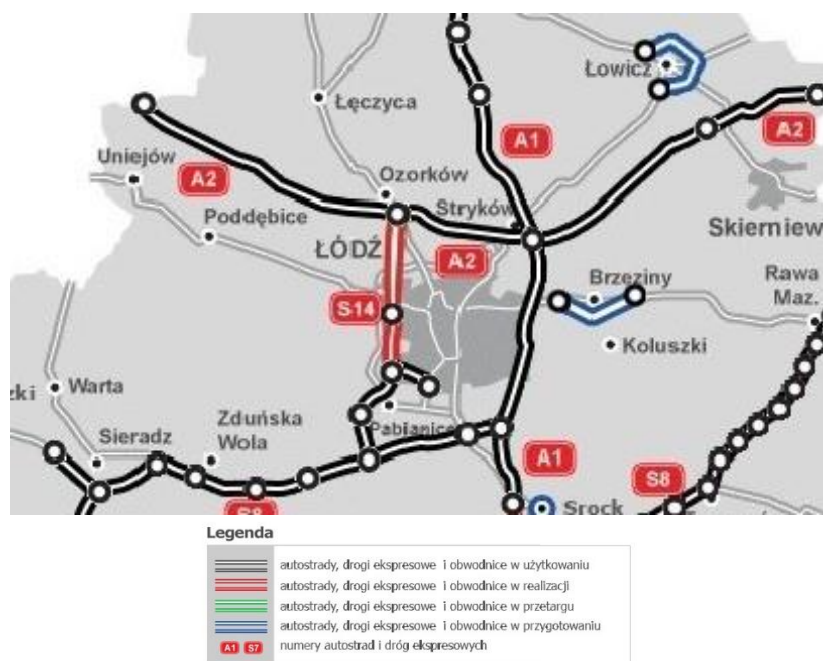 Łowicz
Łęczyca
A1
A2
Uniejów
A2
Ozorków
Stryków
Poddębice
Skierniew
ŁÓDŹ
A2
Brzeziny
Rawa
Maz.
S14
Koluszki
zki
Warta
Zduńska
Wola
Sieradz
Pabianice
A1
S8
S8
Srock
Legenda
autostrady, drogi ekspresowe i obwodnice w użytkowaniu
autostrady, drogi ekspresowe i obwodnice w realizacji
autostrady, drogi ekspresowe i obwodnice w przetargu
autostrady, drogi ekspresowe i obwodnice w przygotowaniu
A1 S7 numery autostrad i dróg ekspresowych